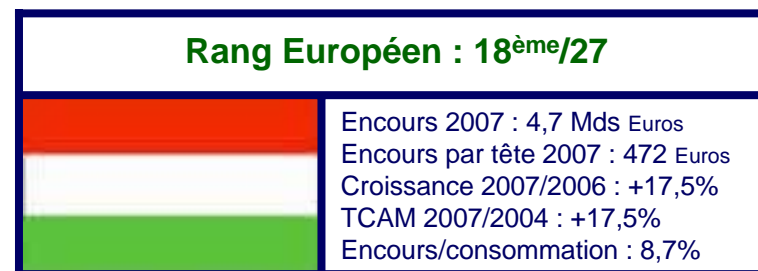 Rang Européen : 18ème/27
Encours 2007 : 4,7 Mds Euros
Encours par tête 2007 : 472 Euros
Croissance 2007/2006 : +17,5%
TCAM 2007/2004 : +17,5%
Encours/consommation : 8,7%